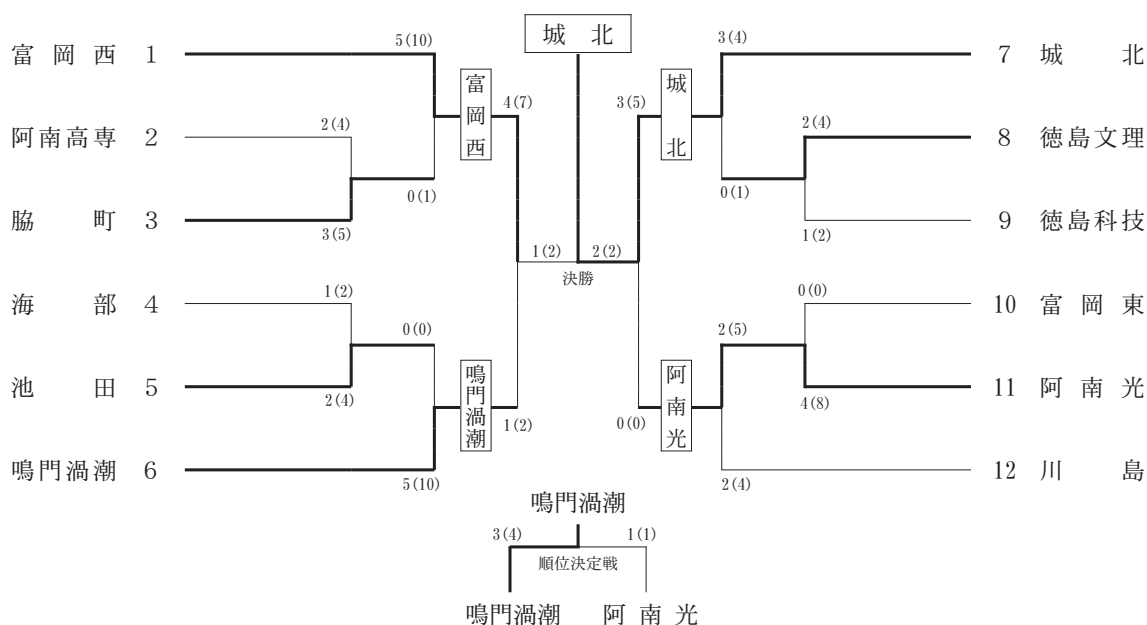 城 北
富岡西 1
5(10)
富岡西
4(7)
阿南高専 2
2(4)
0(1)
脇 町 3
3(5)
海 部 4
1(2)
0(0)
池 田 5
2(4)
鳴門渦潮
1(2)
鳴門渦潮 6
5(10)
1(2) 2(2)
決勝
3(4)
7 城 北
3(5)
城北
2(4)
8 徳島文理
0(1)
9 徳島科技
1(2)
0(0)
10 富岡東
2(5)
11 阿南光
4(8)
阿南光
0(0)
12 川 島
2(4)
鳴門渦潮
3(4) 1(1)
順位決定戦
鳴門渦潮 阿南光